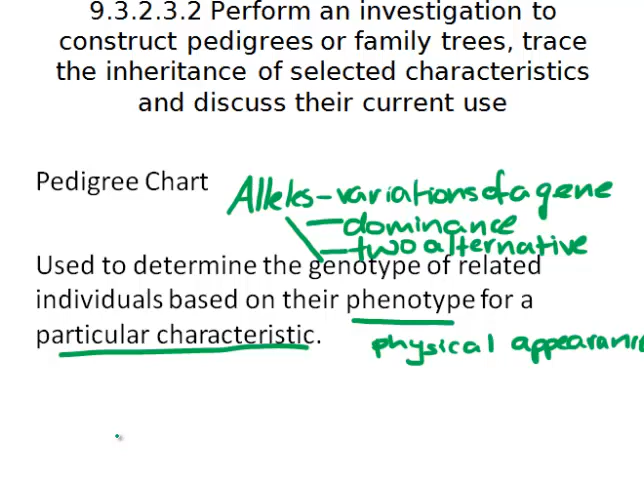 9.3.2.3.2 Perform an investigation to
construct pedigrees or family trees, trace
the inheritance of selected characteristics
and discuss their current use
Pedigree Chart
Alleles - variations of a gene
- dominance
- two alternative
Used to determine the genotype of related
individuals based on their phenotype for a
particular characteristic.
physical appearanc